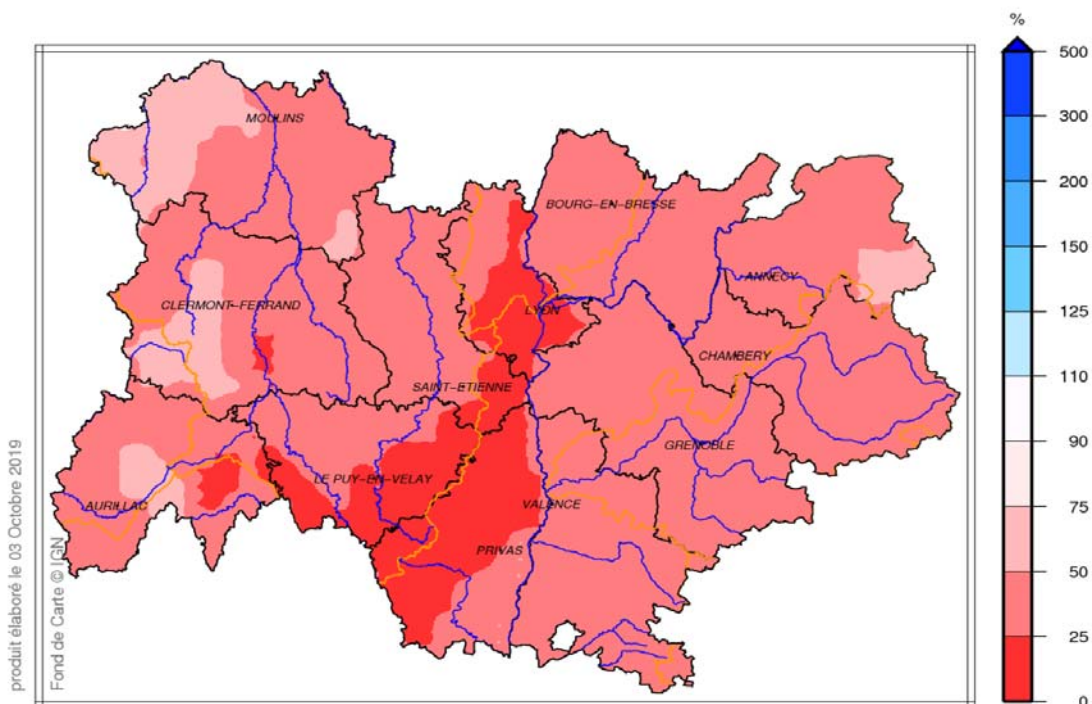 %
500
300
200
150
125
110
90
75
50
25
0
MOULINS
BOURG-EN-BRESSE
ANNECY
CLERMONT-FERRAND
LYON
CHAMBERY
SAINT-ETIENNE
GRENOBLE
LE PUY-EN-VELAY
AURILLAC
VALENCE
PRIVAS
produit élaboré le 03 Octobre 2019
Fond de Carte © IGN